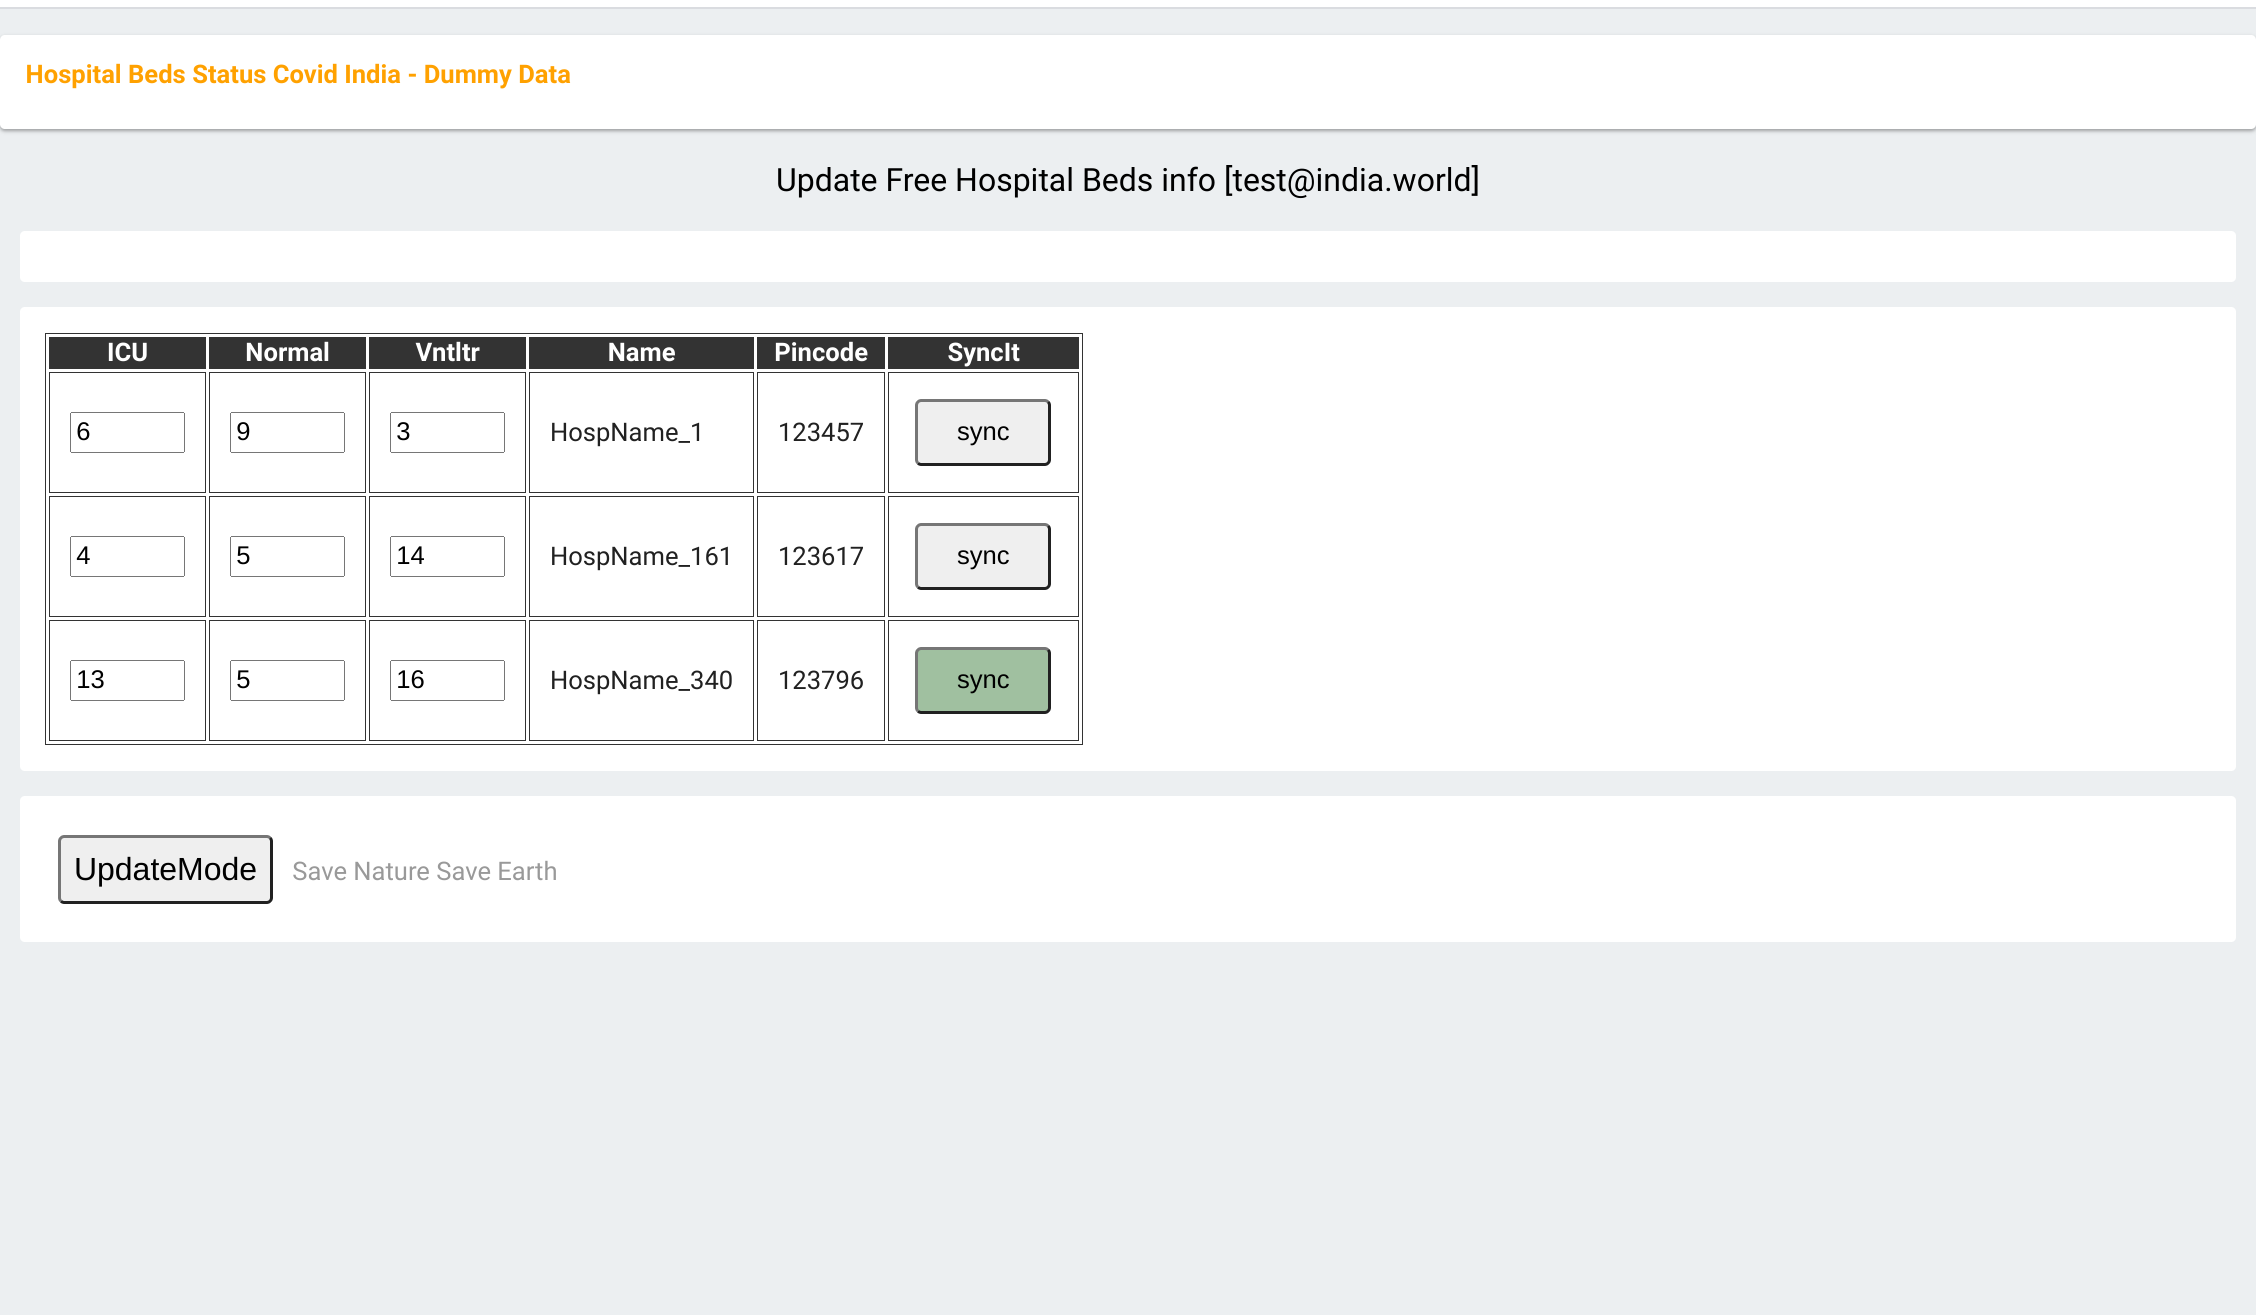 Hospital Beds Status Covid India - Dummy Data
Update Free Hospital Beds info [test@india.world]
ICU Normal Vntltr Name Pincode SyncIt
6 9 3 HospName_1 123457 sync
4 5 14 HospName_161 123617 sync
13 5 16 HospName_340 123796 sync
UpdateMode Save Nature Save Earth